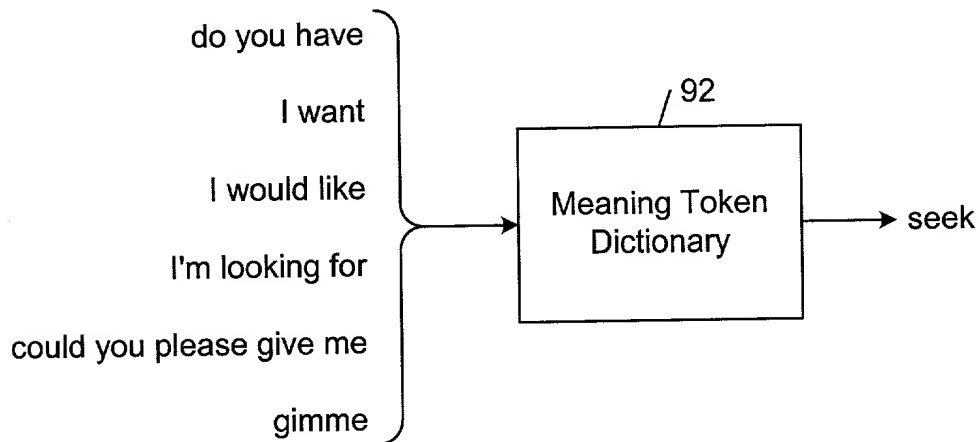 do you have
I want
I would like
I'm looking for
could you please give me
gimme
92
Meaning Token
Dictionary
seek